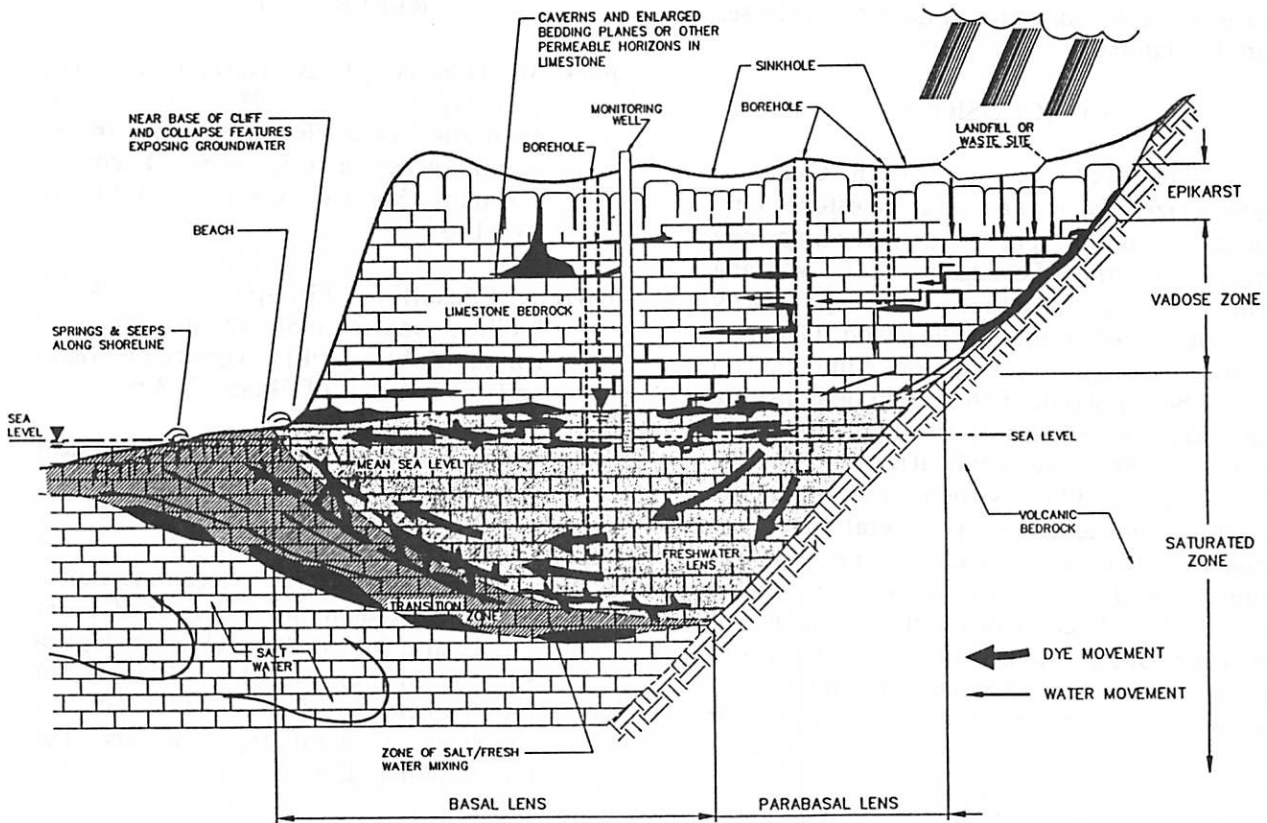 CAVERNS AND ENLARGED
BEDDING PLANES OR OTHER
PERMEABLE HORIZONS IN
LIMESTONE
SINKHOLE
NEAR BASE OF CLIFF
AND COLLAPSE FEATURES
EXPOSING GROUNDWATER
MONITORING
WELL
BOREHOLE
BOREHOLE
LANDFILL OR
WASTE SITE
EPIKARST
BEACH
VADOSE ZONE
LIMESTONE BEDROCK
SPRINGS & SEEPS
ALONG SHORELINE
SEA
LEVEL
SEA LEVEL
MEAN SEA LEVEL
VOLCANIC
BEDROCK
SATURATED
ZONE
FRESHWATER
LENS
TRANSITION
ZONE
SALT
WATER
DYE MOVEMENT
WATER MOVEMENT
ZONE OF SALT/FRESH
WATER MIXING
BASAL LENS
PARABASAL LENS